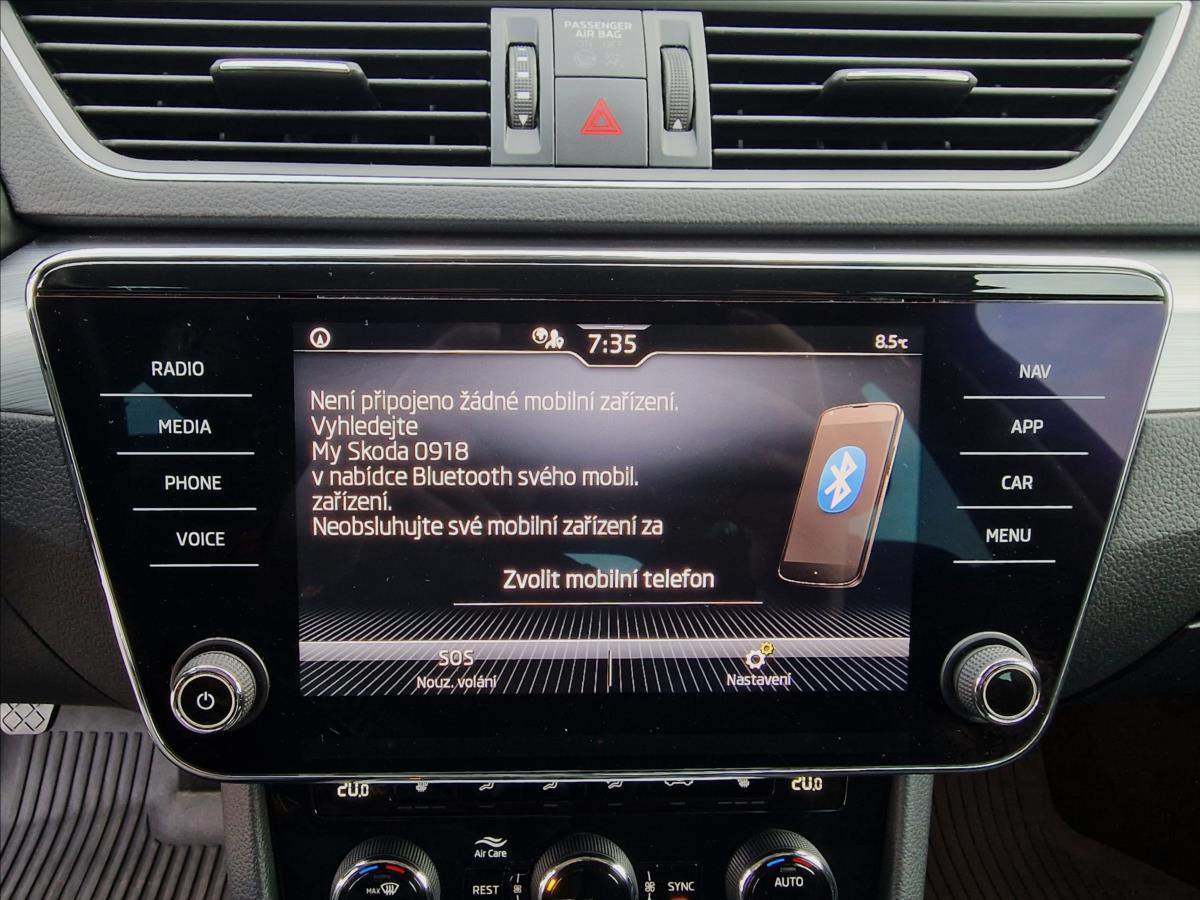 PASSENGER
AIR BAG
7:35
8.5°C
RADIO
MEDIA
PHONE
VOICE
Není připojeno žádné mobilní zařízení.
Vyhledejte
My Skoda 0918
v nabídce Bluetooth svého mobil.
zařízení.
Neobsluhujte své mobilní zařízení za
Zvolit mobilní telefon
SOS
Nouz. volání
Nastavení
NAV
APP
CAR
MENU
20.0
20.0
Air Care
MAX
REST
SYNC
AUTO